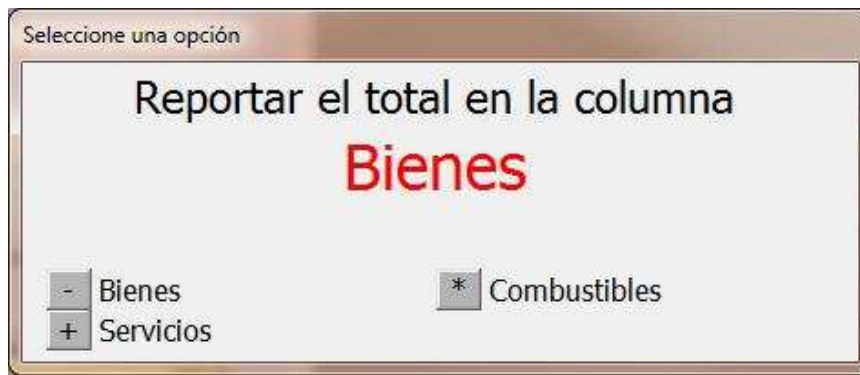 Seleccione una opción
Reportar el total en la columna
Bienes
- Bienes
* Combustibles
+ Servicios